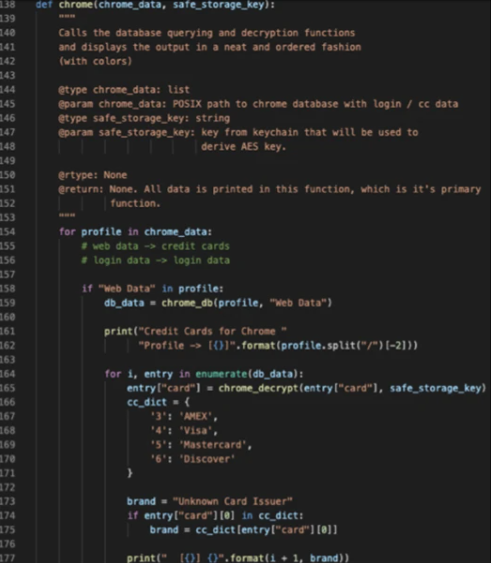 138 def chrome(chrome_data, safe_storage_key):
139 """
140 Calls the database querying and decryption functions
141 and displays the output in a neat and ordered fashion
142 (with colors)
143
144 @type chrome_data: list
145 @param chrome_data: POSIX path to chrome database with login / cc data
146 @type safe_storage_key: string
147 @param safe_storage_key: key from keychain that will be used to
148 derive AES key.
149
150 @rtype: None
151 @return: None. All data is printed in this function, which is it's primary
152 function.
153 """
154 for profile in chrome_data:
155 # web data -> credit cards
156 # login data -> login data
157
158 if "Web Data" in profile:
159 db_data = chrome_db(profile, "Web Data")
160
161 print("Credit Cards for Chrome "
162 "Profile -> [{}]".format(profile.split("/")[-2]))
163
164 for i, entry in enumerate(db_data):
165 entry["card"] = chrome_decrypt(entry["card"], safe_storage_key)
166 cc_dict = {
167 '3': 'AMEX',
168 '4': 'Visa',
169 '5': 'Mastercard',
170 '6': 'Discover'
171 }
172
173 brand = "Unknown Card Issuer"
174 if entry["card"][0] in cc_dict:
175 brand = cc_dict[entry["card"][0]]
176
177 print("  [{}] {}".format(i + 1, brand))